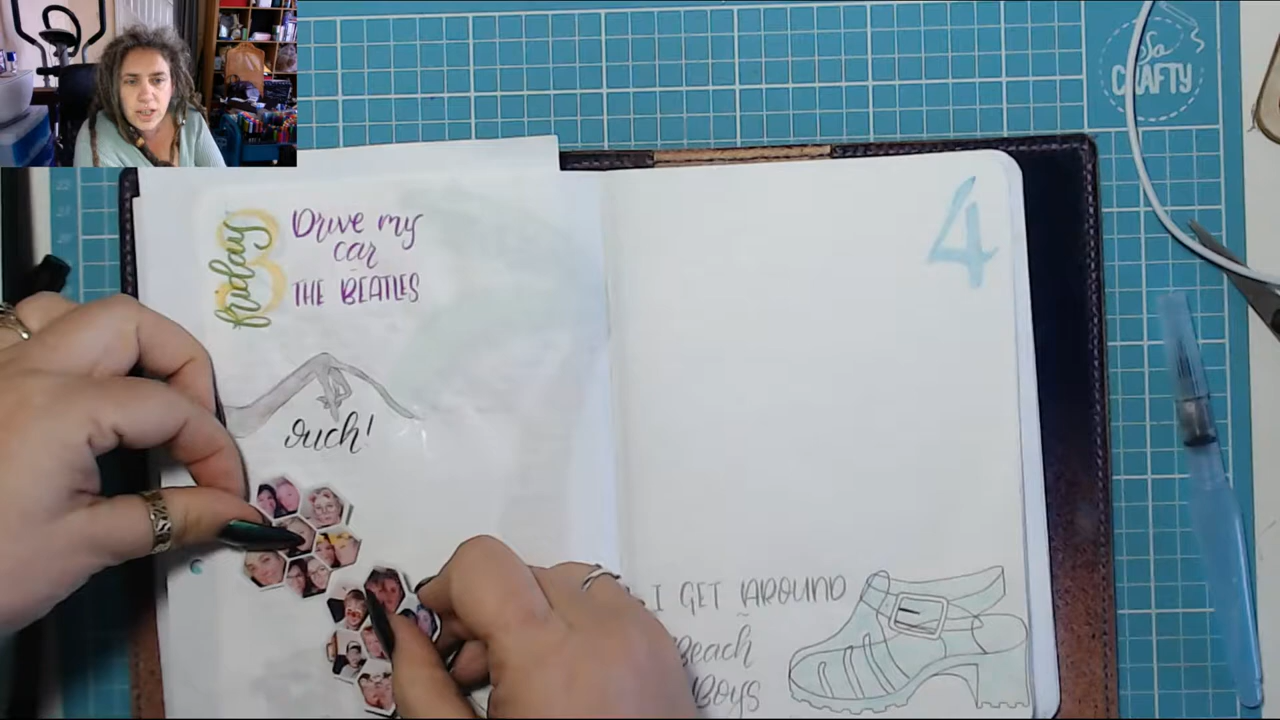 So
CRAFTY
friday
3
Drive my
car
-
THE BEATLES
ouch!
4
I GET AROUND
-
Beach
Boys